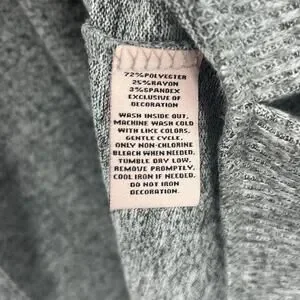 72%POLYESTER
25%RAYON
3%SPANDEX
EXCLUSIVE OF
DECORATION
WASH INSIDE OUT,
MACHINE WASH COLD
WITH LIKE COLORS,
GENTLE CYCLE.
ONLY NON-CHLORINE
BLEACH WHEN NEEDED.
TUMBLE DRY LOW.
REMOVE PROMPTLY.
COOL IRON IF NEEDED.
DO NOT IRON
DECORATION.